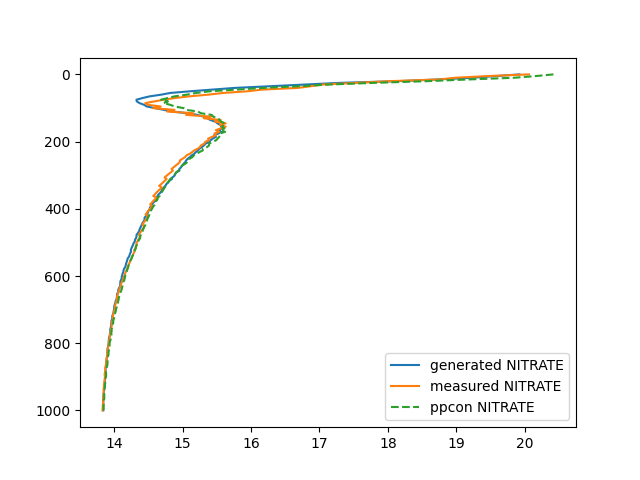 0
200
400
600
800
1000
14 15 16 17 18 19 20
generated NITRATE
measured NITRATE
ppcon NITRATE